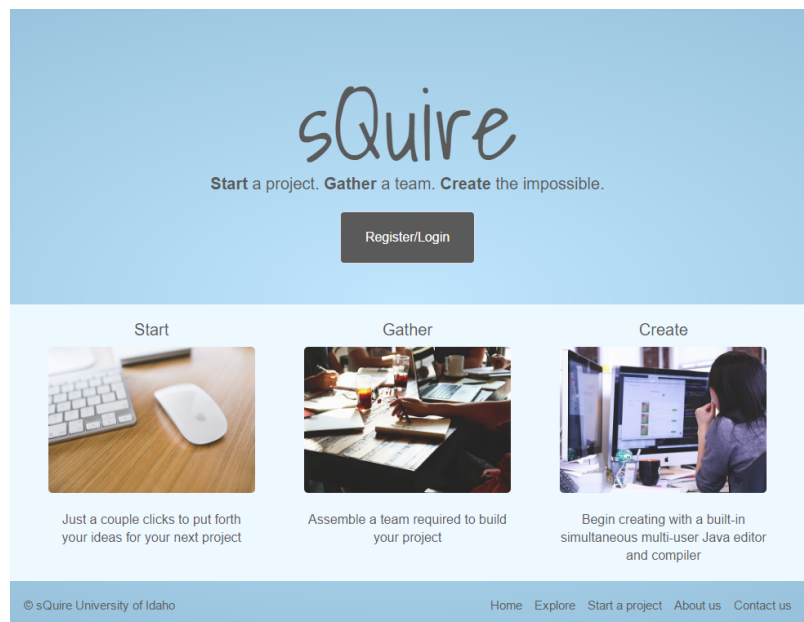 sQuire
Start a project. Gather a team. Create the impossible.
Register/Login
Start
Gather
Create
Just a couple clicks to put forth
your ideas for your next project
Assemble a team required to build
your project
Begin creating with a built-in
simultaneous multi-user Java editor
and compiler
© sQuire University of Idaho
Home Explore Start a project About us Contact us